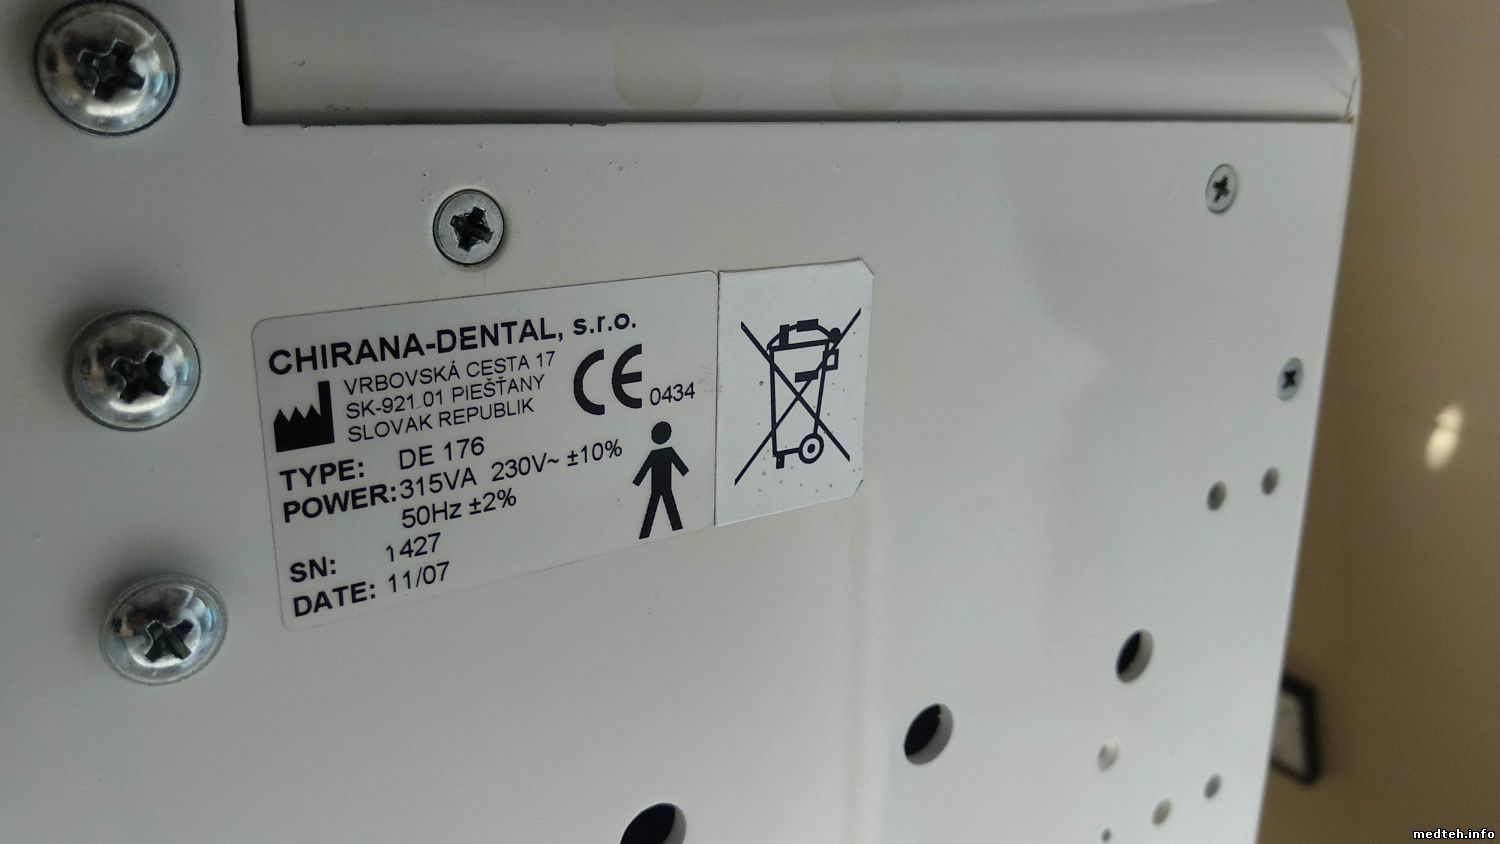 CHIRANA-DENTAL, s.r.o.
VRBOVSKÁ CESTA 17
SK-921 01 PIEŠŤANY
SLOVAK REPUBLIK
CE 0434
TYPE: DE 176
POWER: 315VA 230V~ ±10%
50Hz ±2%
SN: 1427
DATE: 11/07
medteh.info